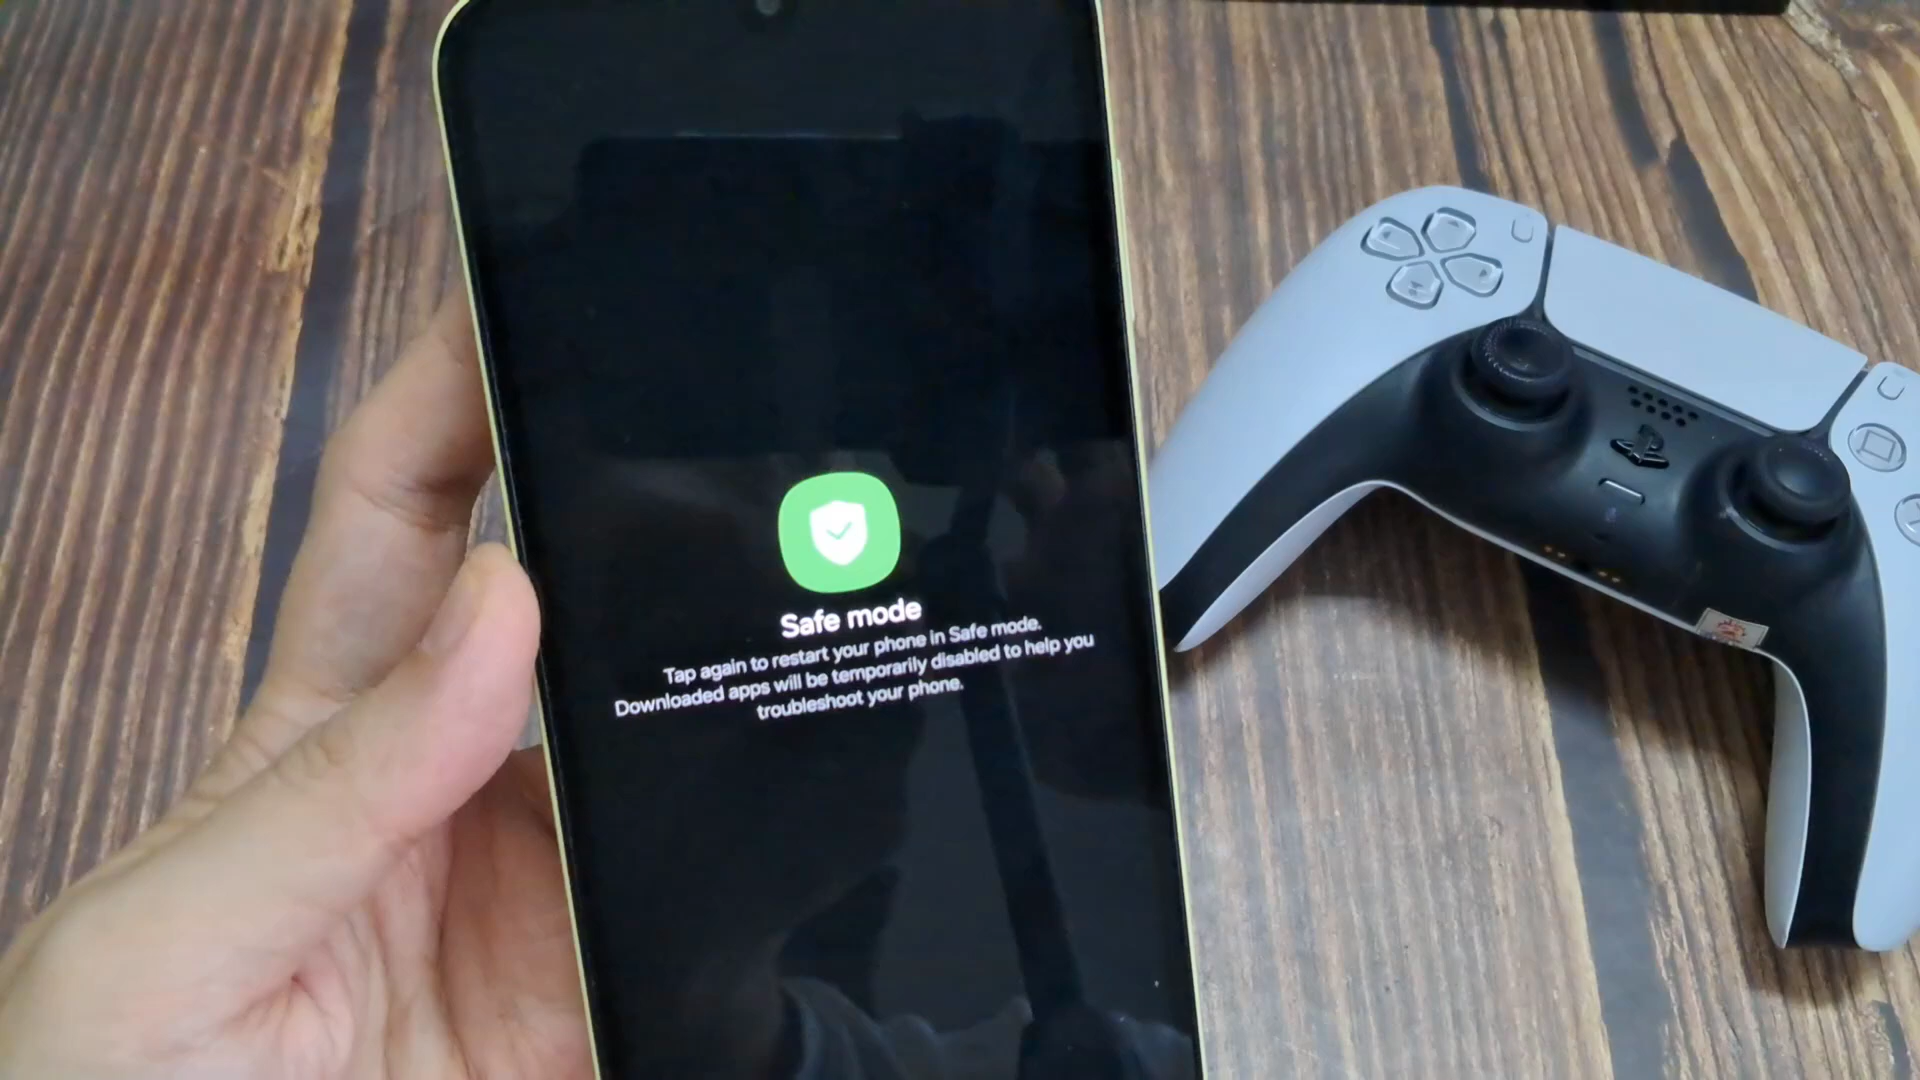 Safe mode
Tap again to restart your phone in Safe mode.
Downloaded apps will be temporarily disabled to help you
troubleshoot your phone.